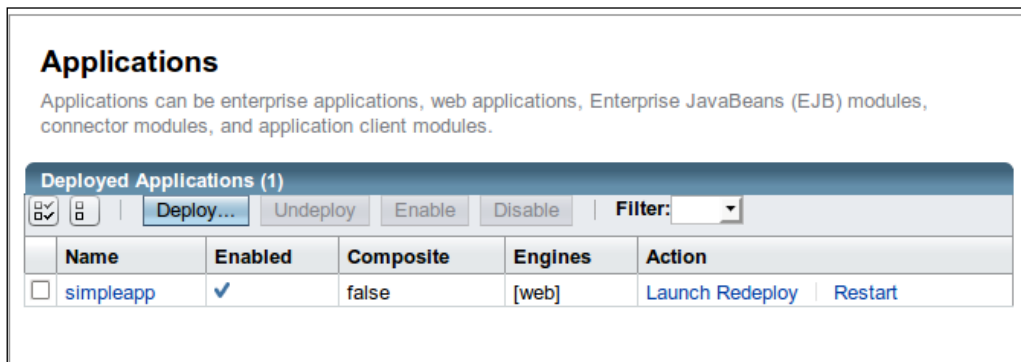 Applications
Applications can be enterprise applications, web applications, Enterprise JavaBeans (EJB) modules,
connector modules, and application client modules.
Deployed Applications (1)
Deploy... Undeploy Enable Disable Filter:
Name Enabled Composite Engines Action
simpleapp false [web] Launch Redeploy Restart